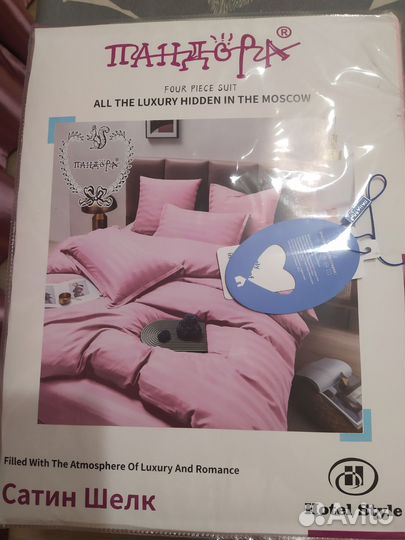 ПАНДОРА®
FOUR PIECE SUIT
ALL THE LUXURY HIDDEN IN THE MOSCOW
ПАНДОРА
Filled With The Atmosphere Of Luxury And Romance
Сатин Шелк
Hotel Style
Avito